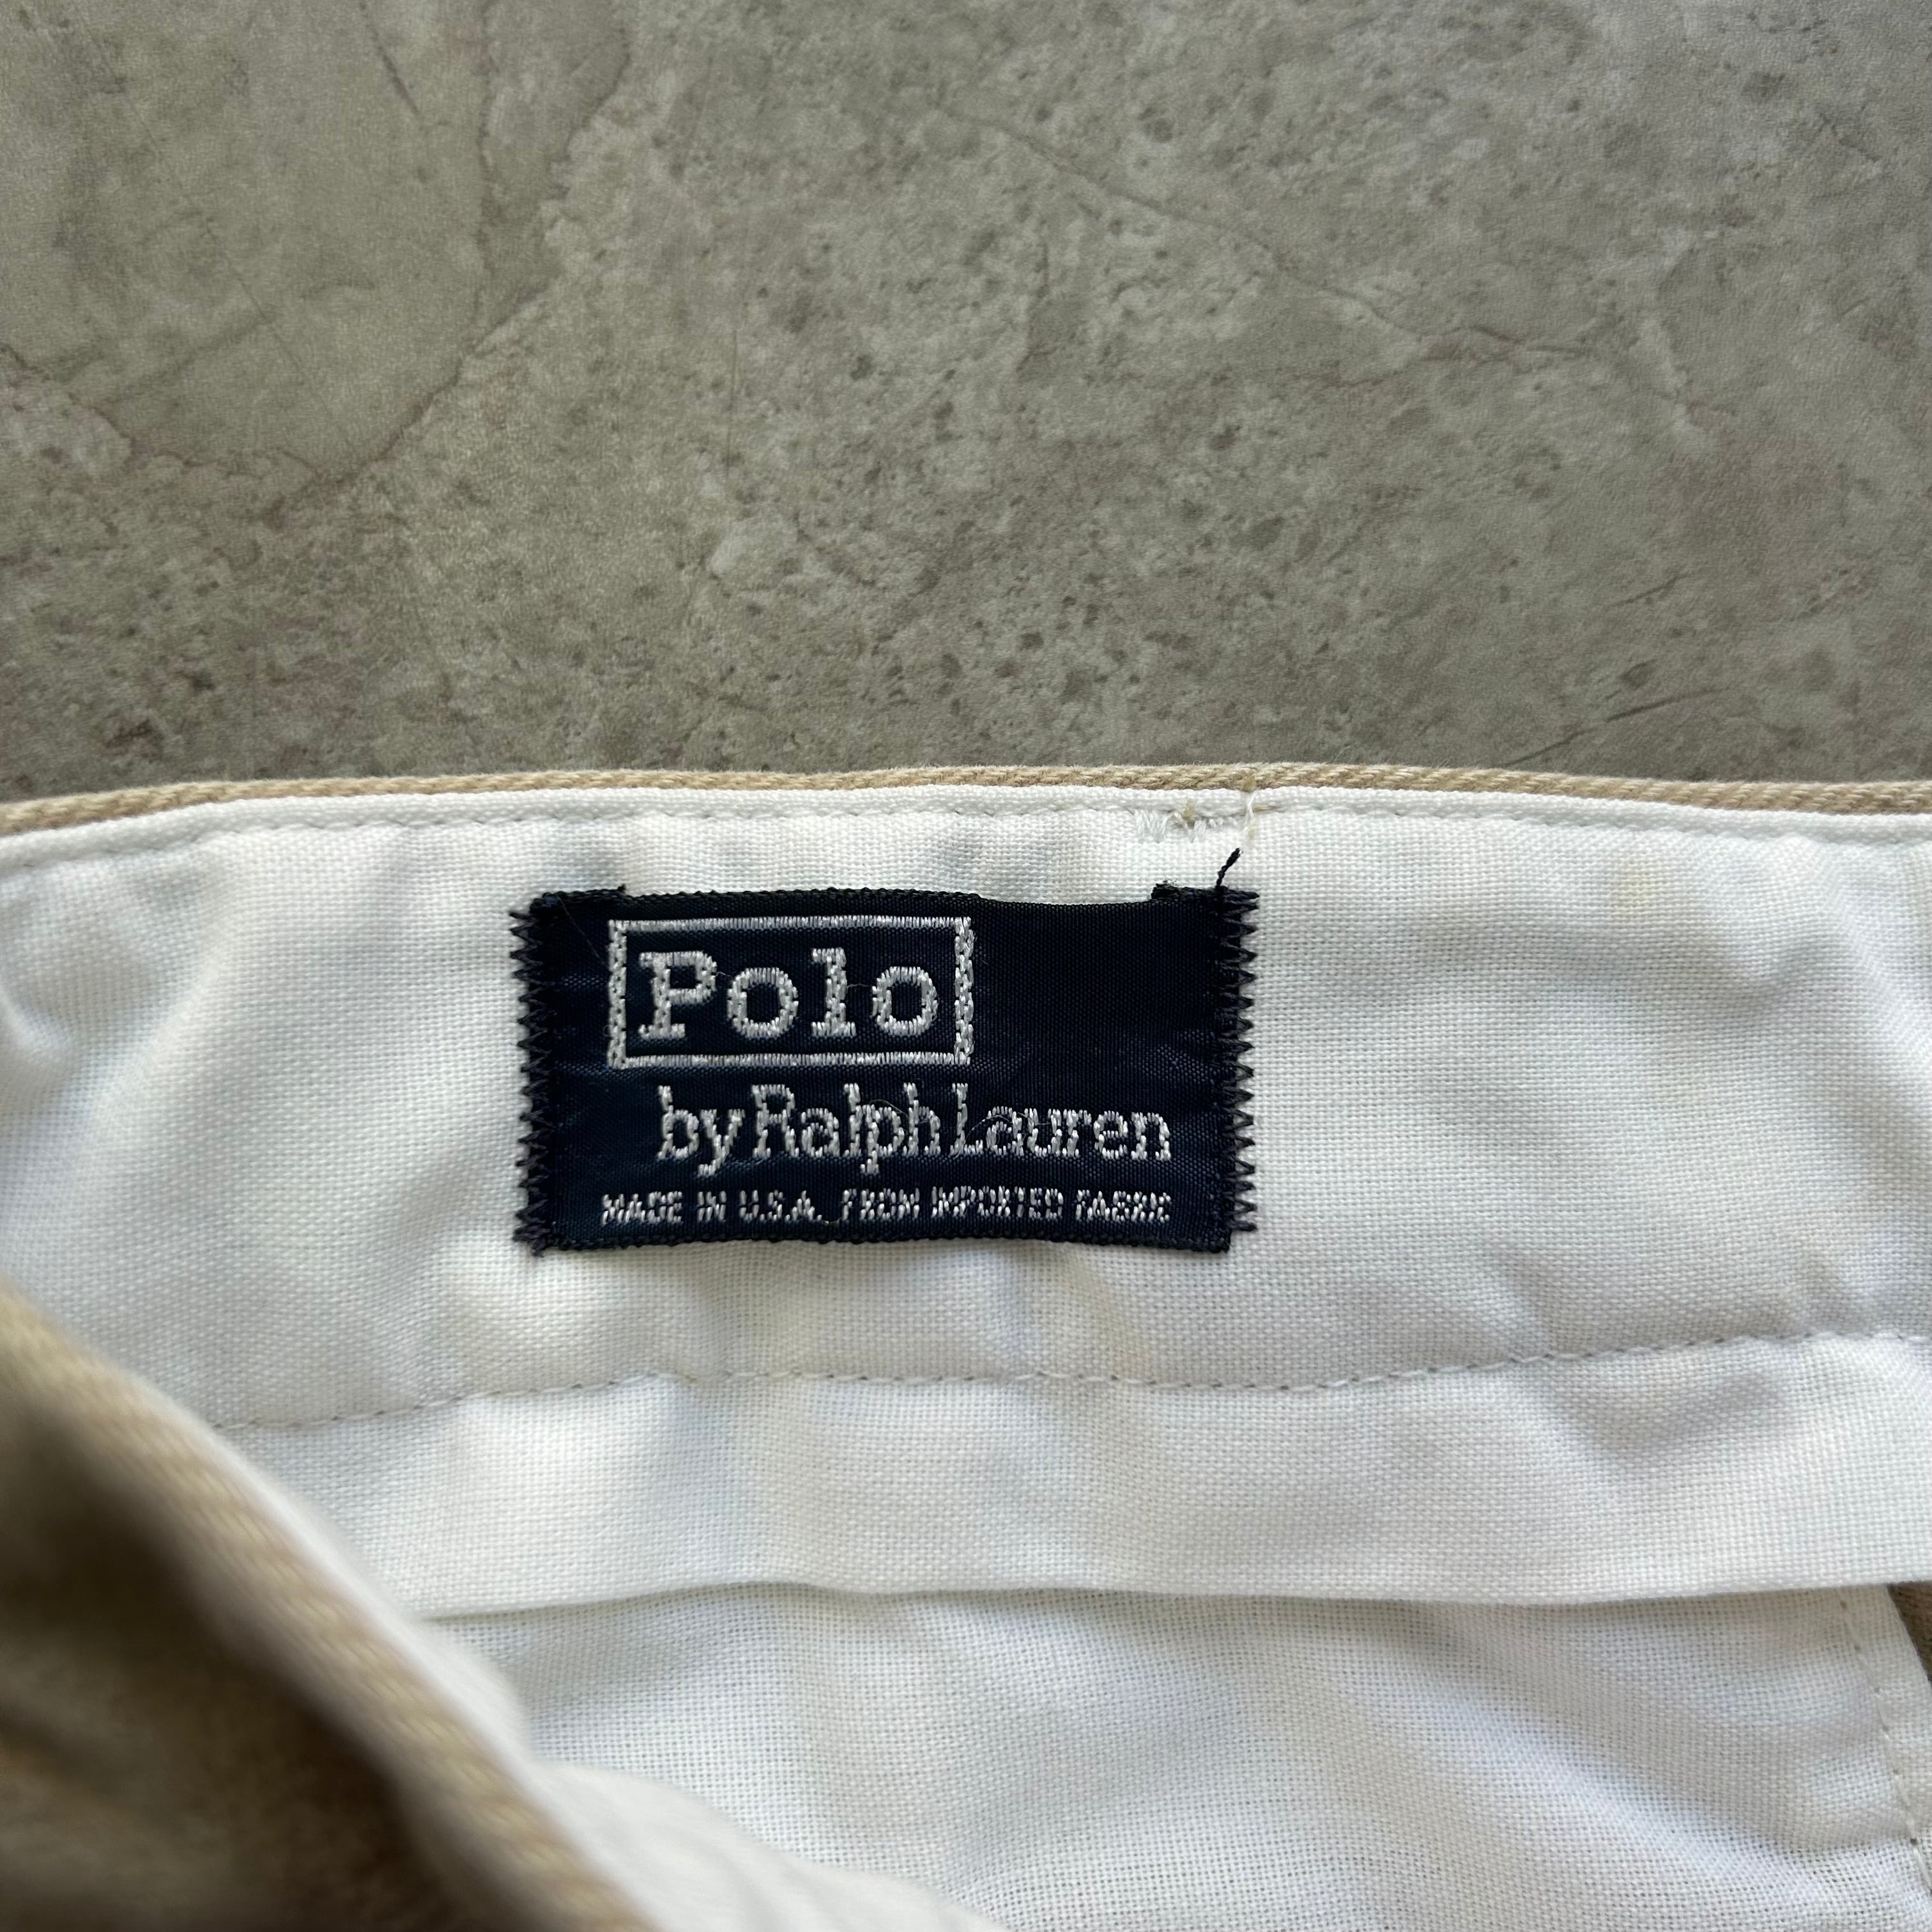 Polo
by Ralph Lauren
MADE IN U.S.A. FROM IMPORTED FABRIC